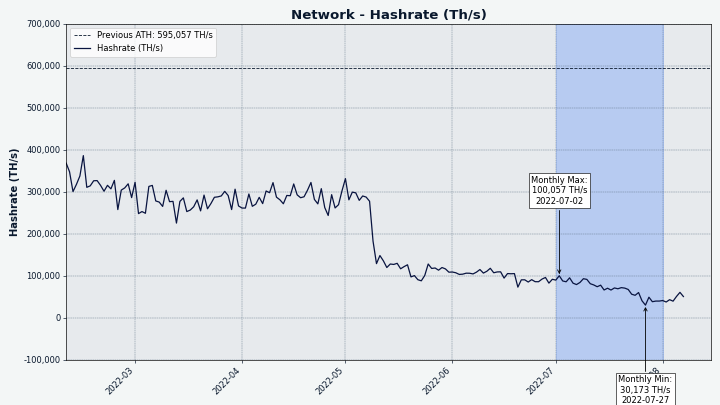 Network - Hashrate (Th/s)
Previous ATH: 595,057 TH/s
Hashrate (TH/s)
Hashrate (TH/s)
700,000
600,000
500,000
400,000
300,000
200,000
100,000
0
-100,000
Monthly Max:
100,057 TH/s
2022-07-02
Monthly Min:
30,173 TH/s
2022-07-27
2022-03
2022-04
2022-05
2022-06
2022-07